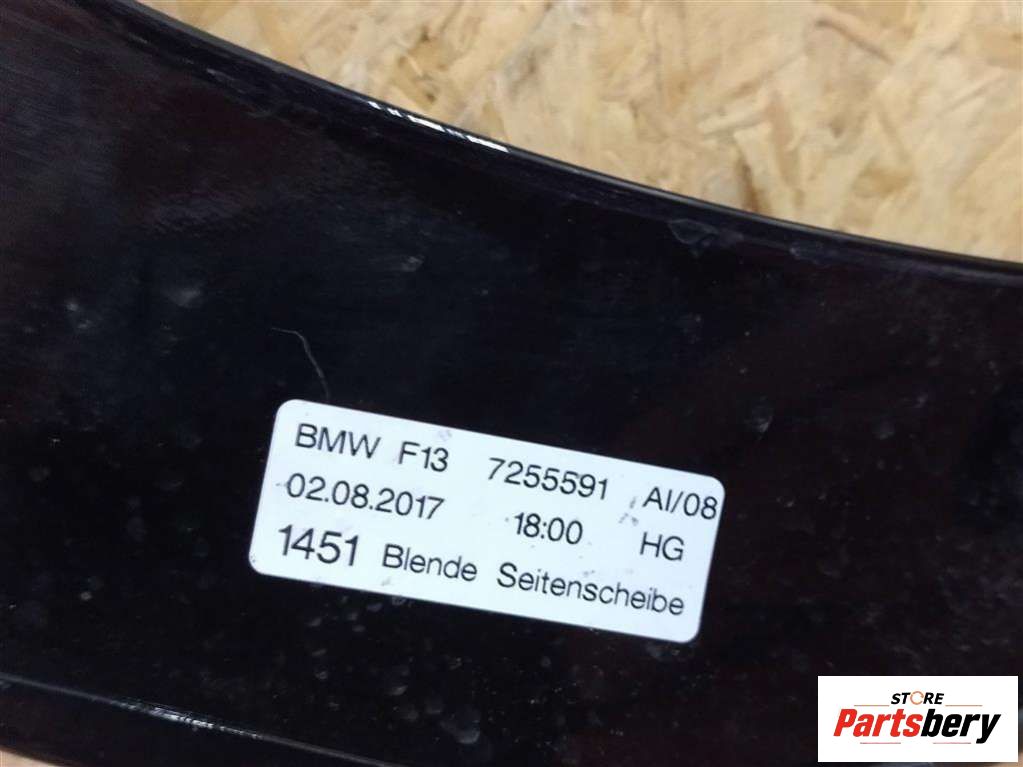 BMW F13 7255591 AI/08
02.08.2017 18:00 HG
1451 Blende Seitenscheibe
STORE
Partsbery